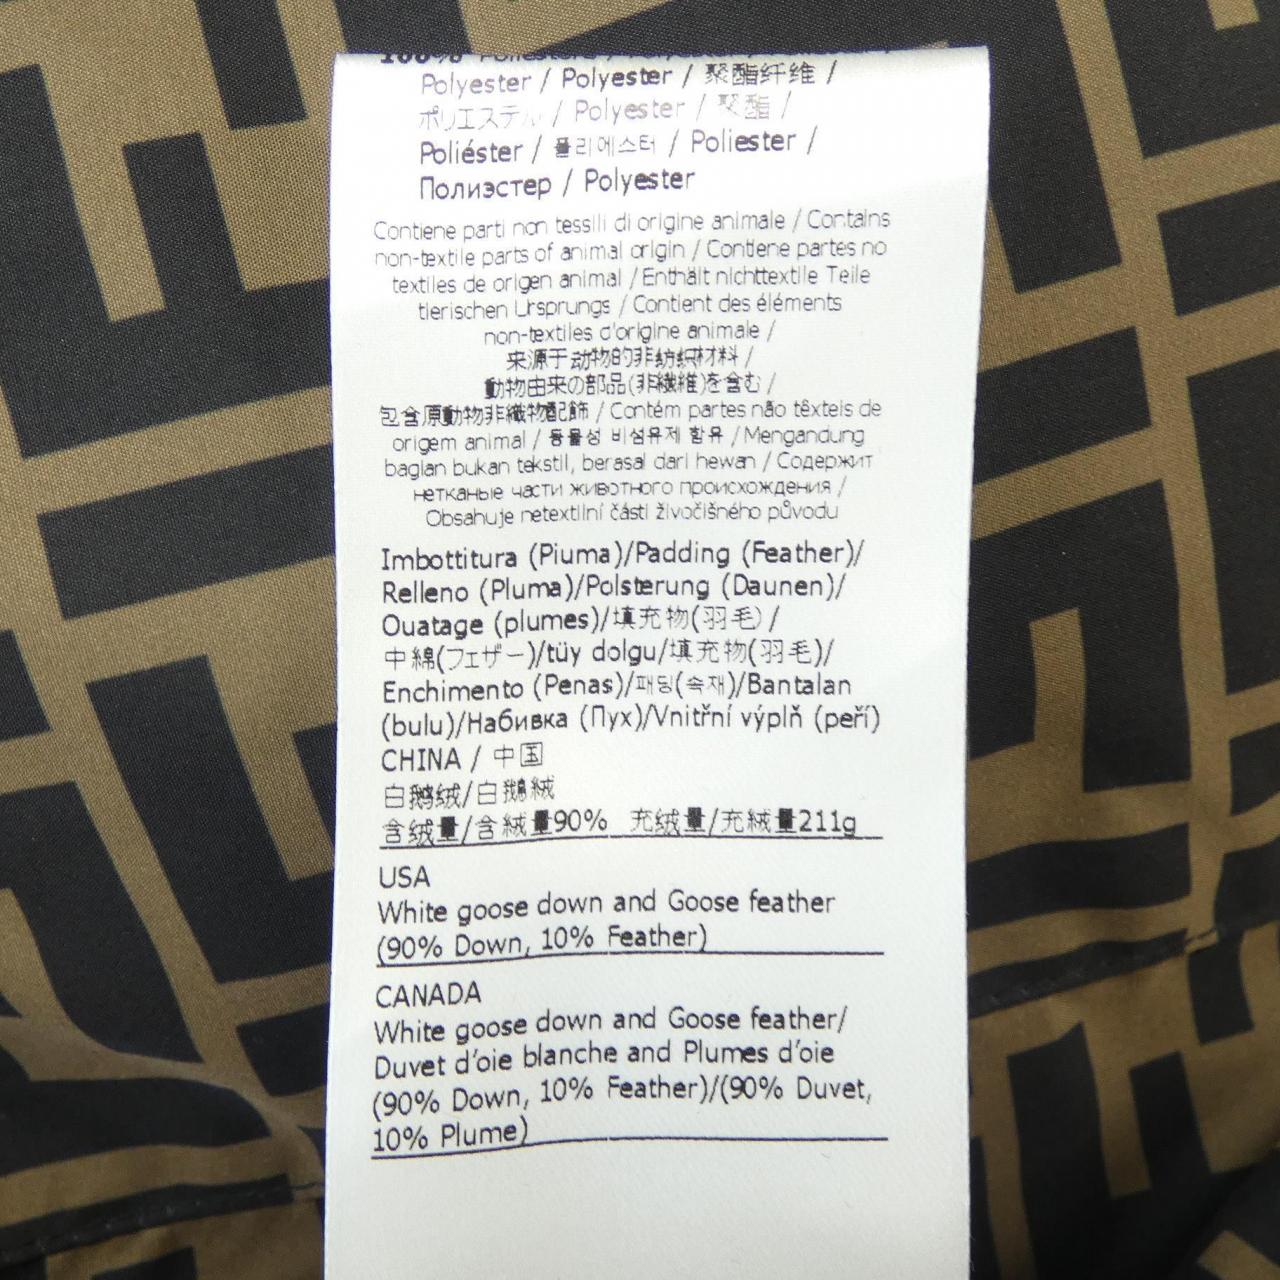 100%
Polyester / Polyester / 聚酯纤维 /
ポリエステル / Polyester / 聚酯 /
Poliéster / 폴리에스터 / Poliester /
Полиэстер / Polyester
Contiene parti non tessili di origine animale / Contains
non-textile parts of animal origin / Contiene partes no
textiles de origen animal / Enthält nichttextile Teile
tierischen Ursprungs / Contient des éléments
non-textiles d'origine animale /
来源于动物的非纺织材料 /
動物由来の部品(非繊維)を含む /
包含原動物非織物配飾 / Contém partes não têxteis de
origem animal / 동물성 비섬유제 함유 / Mengandung
bagian bukan tekstil, berasal dari hewan / Содержит
нетканые части животного происхождения /
Obsahuje netextilní části živočišného původu
Imbottitura (Piuma)/Padding (Feather)/
Relleno (Pluma)/Polsterung (Daunen)/
Ouatage (plumes)/填充物(羽毛) /
中綿(フェザー)/tüy dolgu/填充物(羽毛)/
Enchimento (Penas)/패딩(속재)/Bantalan
(bulu)/Набивка (Пух)/Vnitřní výplň (peří)
CHINA / 中国
白鹅绒/白鵝絨
含绒量/含絨量90% 充绒量/充絨量211g
USA
White goose down and Goose feather
(90% Down, 10% Feather)
CANADA
White goose down and Goose feather/
Duvet d'oie blanche and Plumes d'oie
(90% Down, 10% Feather)/(90% Duvet,
10% Plume)